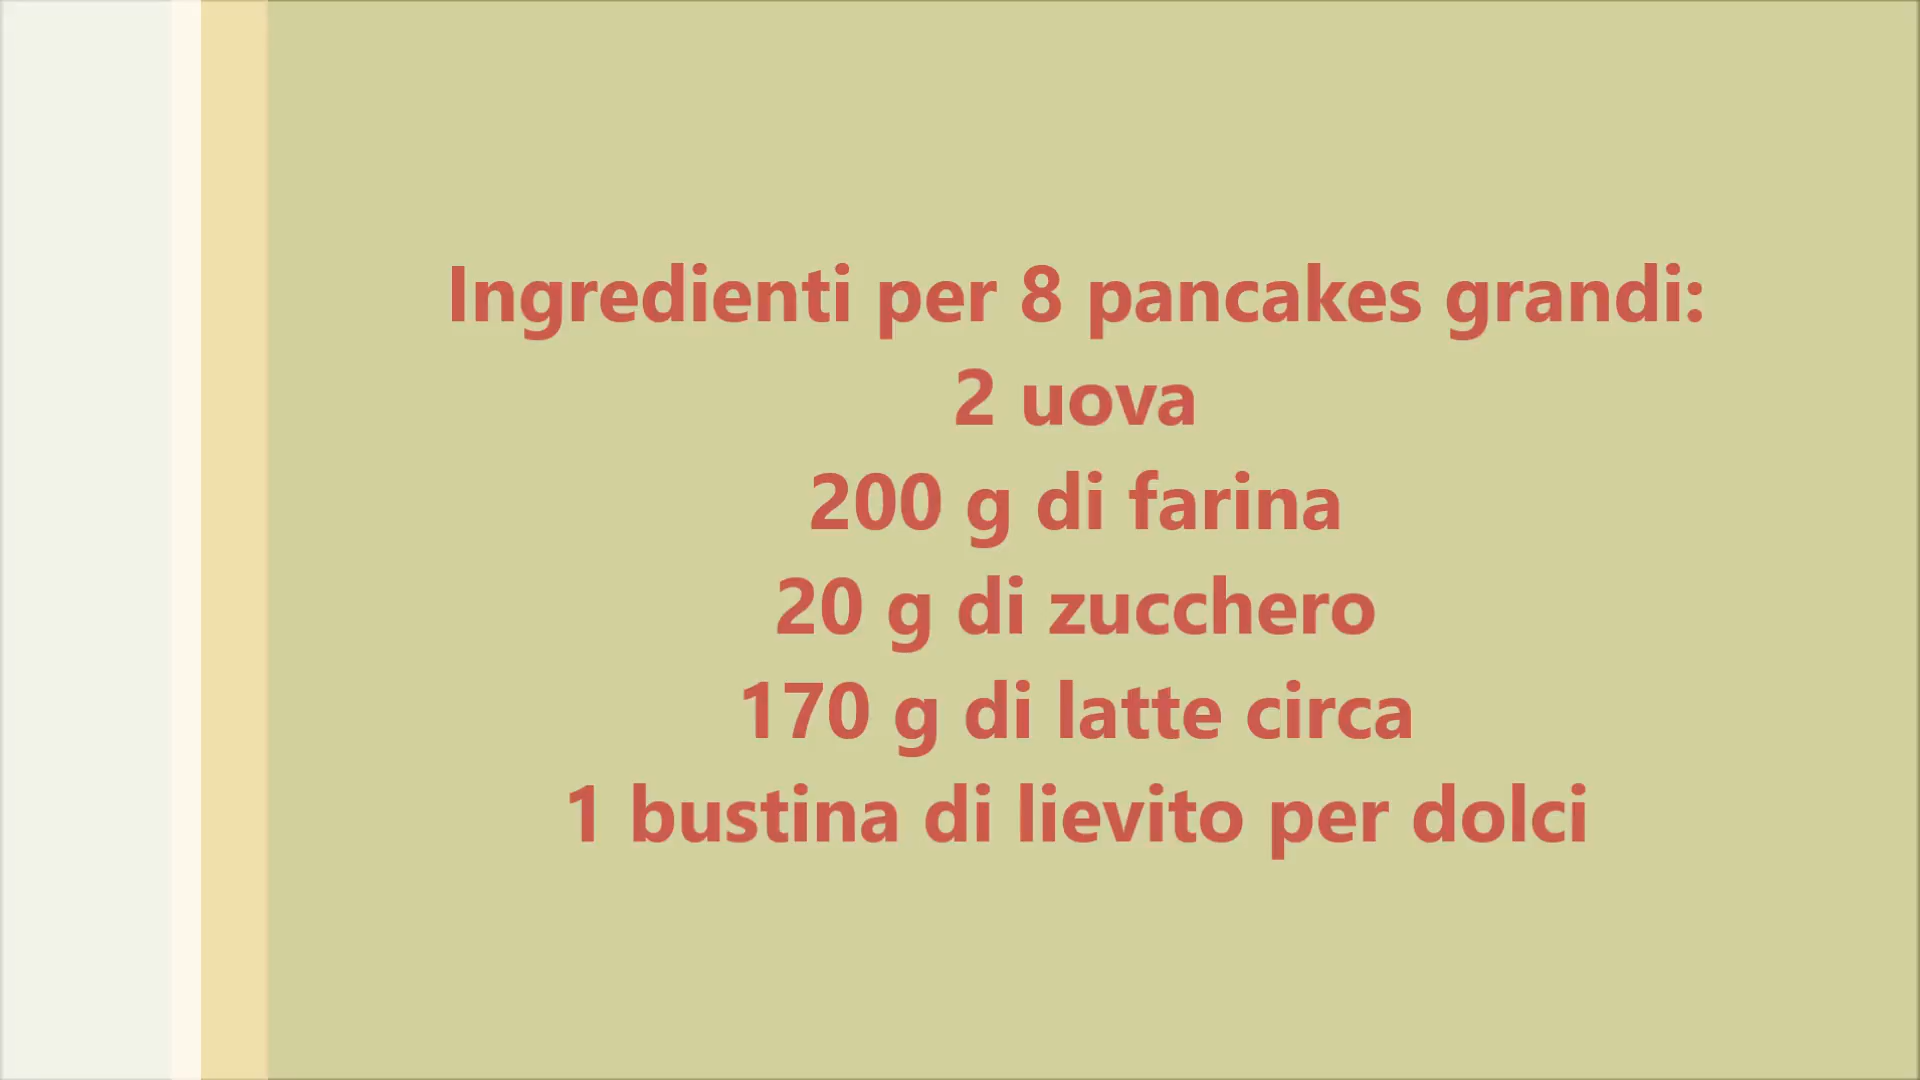 Ingredienti per 8 pancakes grandi:
2 uova
200 g di farina
20 g di zucchero
170 g di latte circa
1 bustina di lievito per dolci